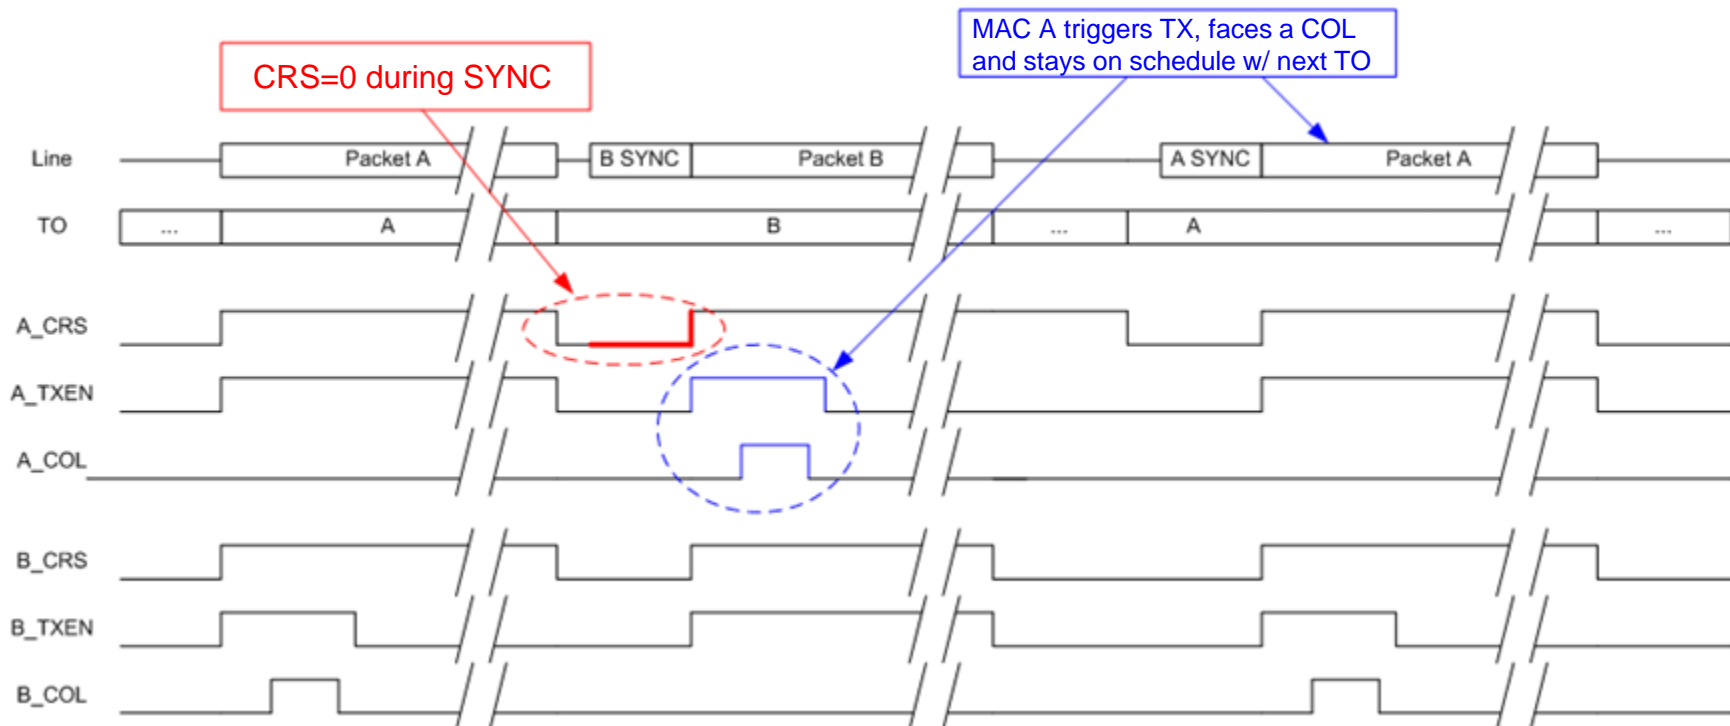 MAC A triggers TX, faces a COL
and stays on schedule w/ next TO
CRS=0 during SYNC
Line Packet A B SYNC Packet B A SYNC Packet A
TO ... A B ... A ...
A_CRS
A_TXEN
A_COL
B_CRS
B_TXEN
B_COL